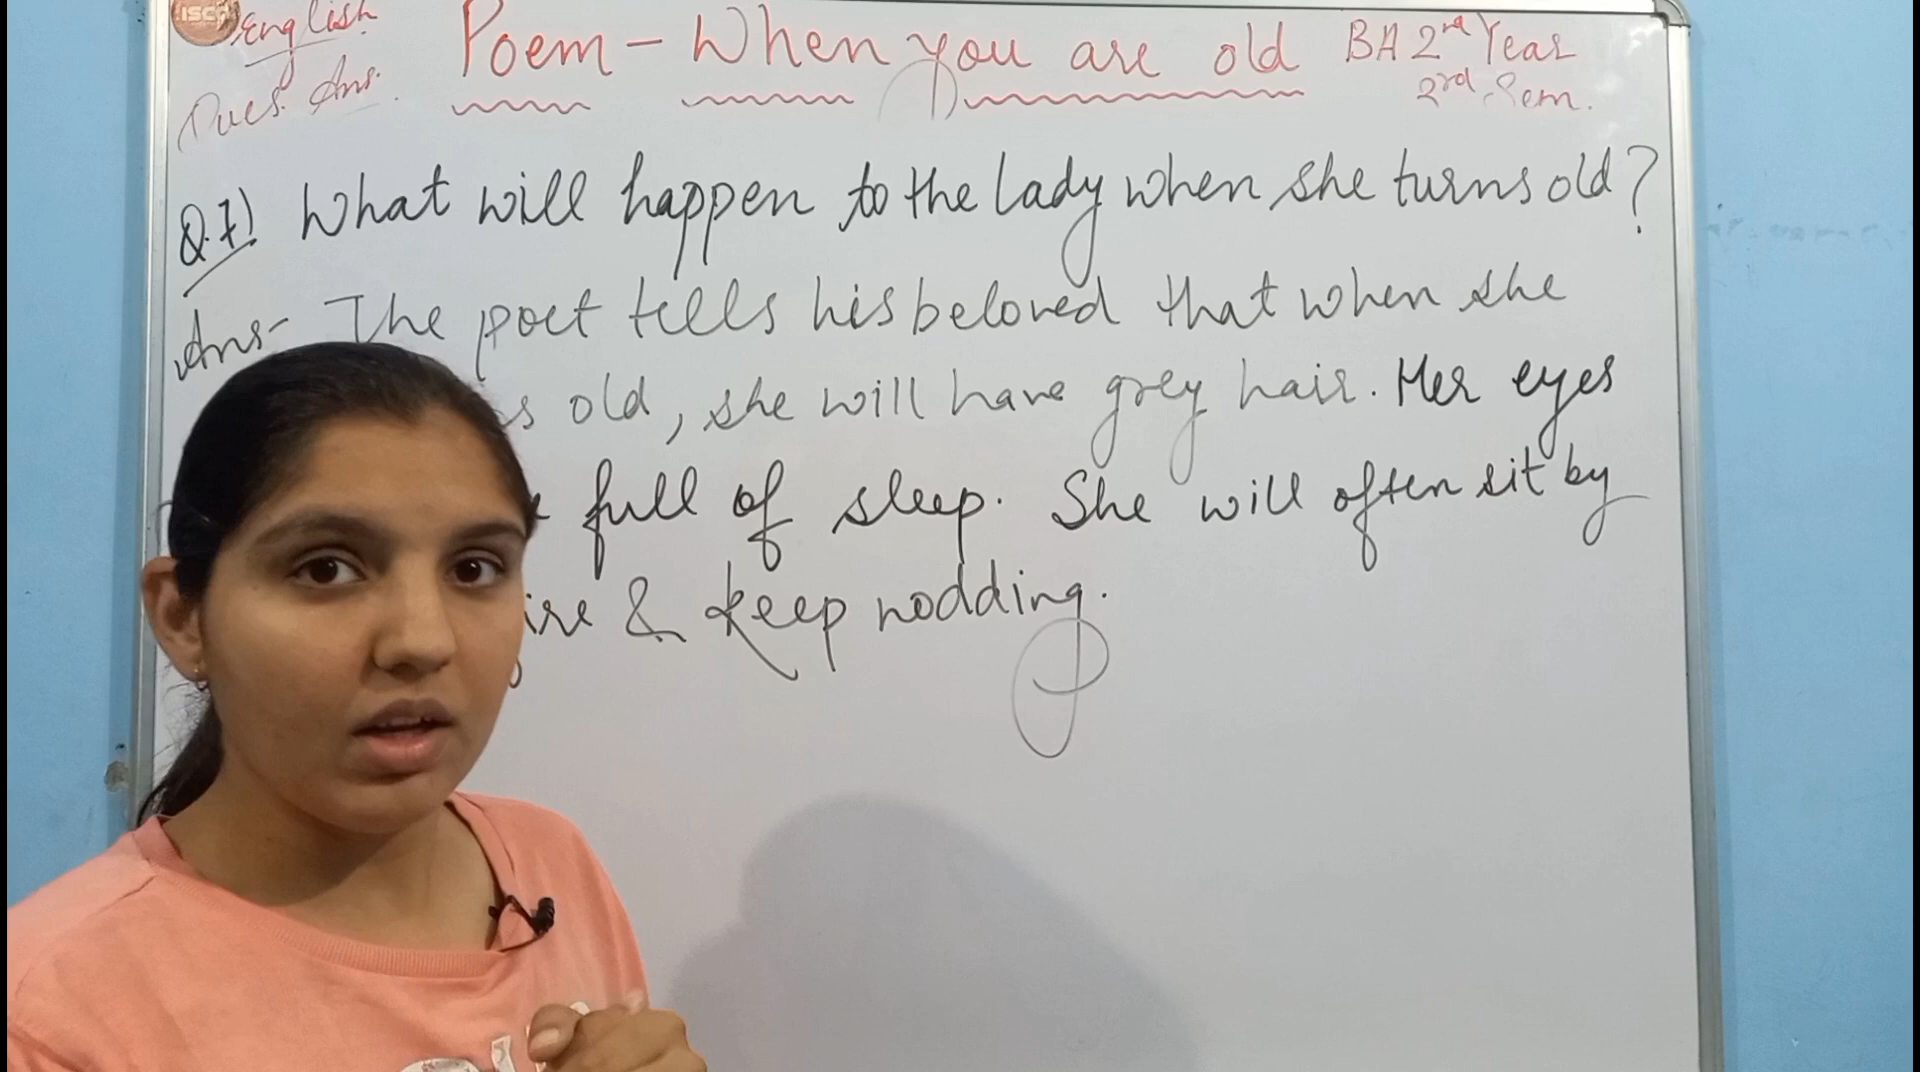 ISC
English
Ques. Ans.
Poem - When you are old
BA 2nd Year
3rd Sem.
Q.7) What will happen to the lady when she turns old?
Ans- The poet tells his beloved that when she
old, she will have grey hair. Her eyes
full of sleep. She will often sit by
& keep nodding.